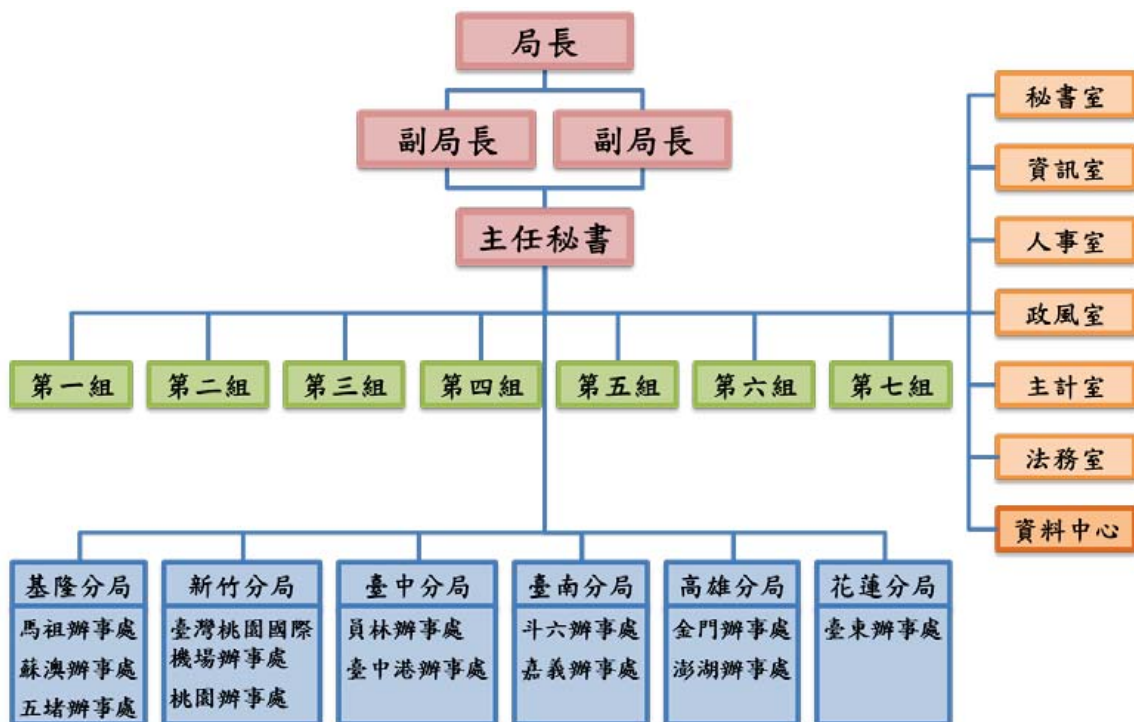 局長
副局長
副局長
主任秘書
秘書室
資訊室
人事室
政風室
主計室
法務室
資料中心
第一組
第二組
第三組
第四組
第五組
第六組
第七組
基隆分局
馬祖辦事處
蘇澳辦事處
五堵辦事處
新竹分局
臺灣桃園國際
機場辦事處
桃園辦事處
臺中分局
員林辦事處
臺中港辦事處
臺南分局
斗六辦事處
嘉義辦事處
高雄分局
金門辦事處
澎湖辦事處
花蓮分局
臺東辦事處